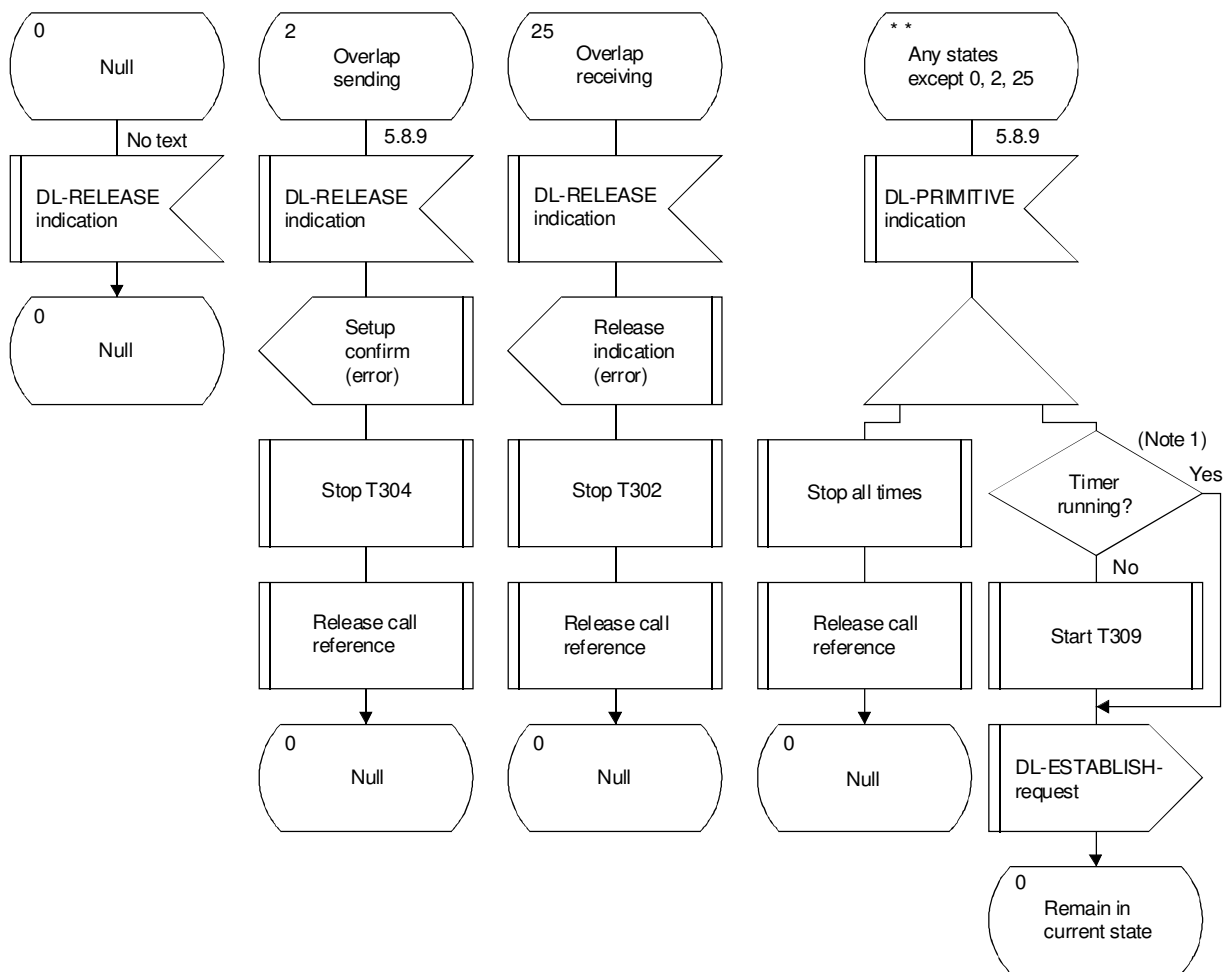 0
Null
No text
DL-RELEASE
indication
0
Null
2
Overlap
sending
5.8.9
DL-RELEASE
indication
Setup
confirm
(error)
Stop T304
Release call
reference
0
Null
25
Overlap
receiving
DL-RELEASE
indication
Release
indication
(error)
Stop T302
Release call
reference
0
Null
* *
Any states
except 0, 2, 25
5.8.9
DL-PRIMITIVE
indication
Stop all times
Release call
reference
0
Null
(Note 1)
Timer
running?
Yes
No
Start T309
DL-ESTABLISH-
request
0
Remain in
current state